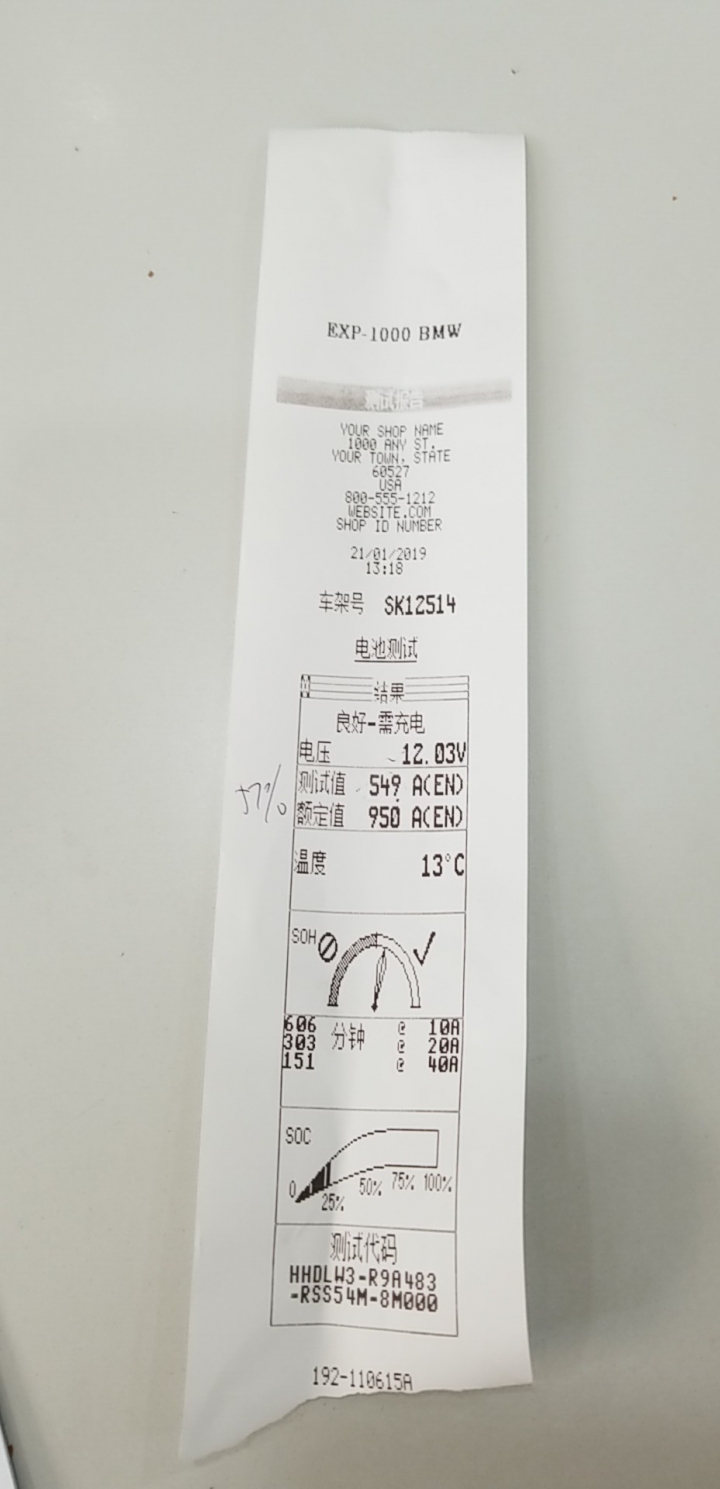 EXP-1000 BMW
测试报告
YOUR SHOP NAME
1000 ANY ST.
YOUR TOWN, STATE
60527
USA
800-555-1212
WEBSITE.COM
SHOP ID NUMBER
21/01/2019
13:18
车架号 SK12514
电池测试
结果
良好-需充电
电压 12.03V
测试值 549 A(EN)
57%
额定值 950 A(EN)
温度 13°C
SOH
606 分钟 @ 10A
303 @ 20A
151 @ 40A
SOC
0 25% 50% 75% 100%
测试代码
HHDLW3-R9A483
-RSS54M-8M000
192-110615A